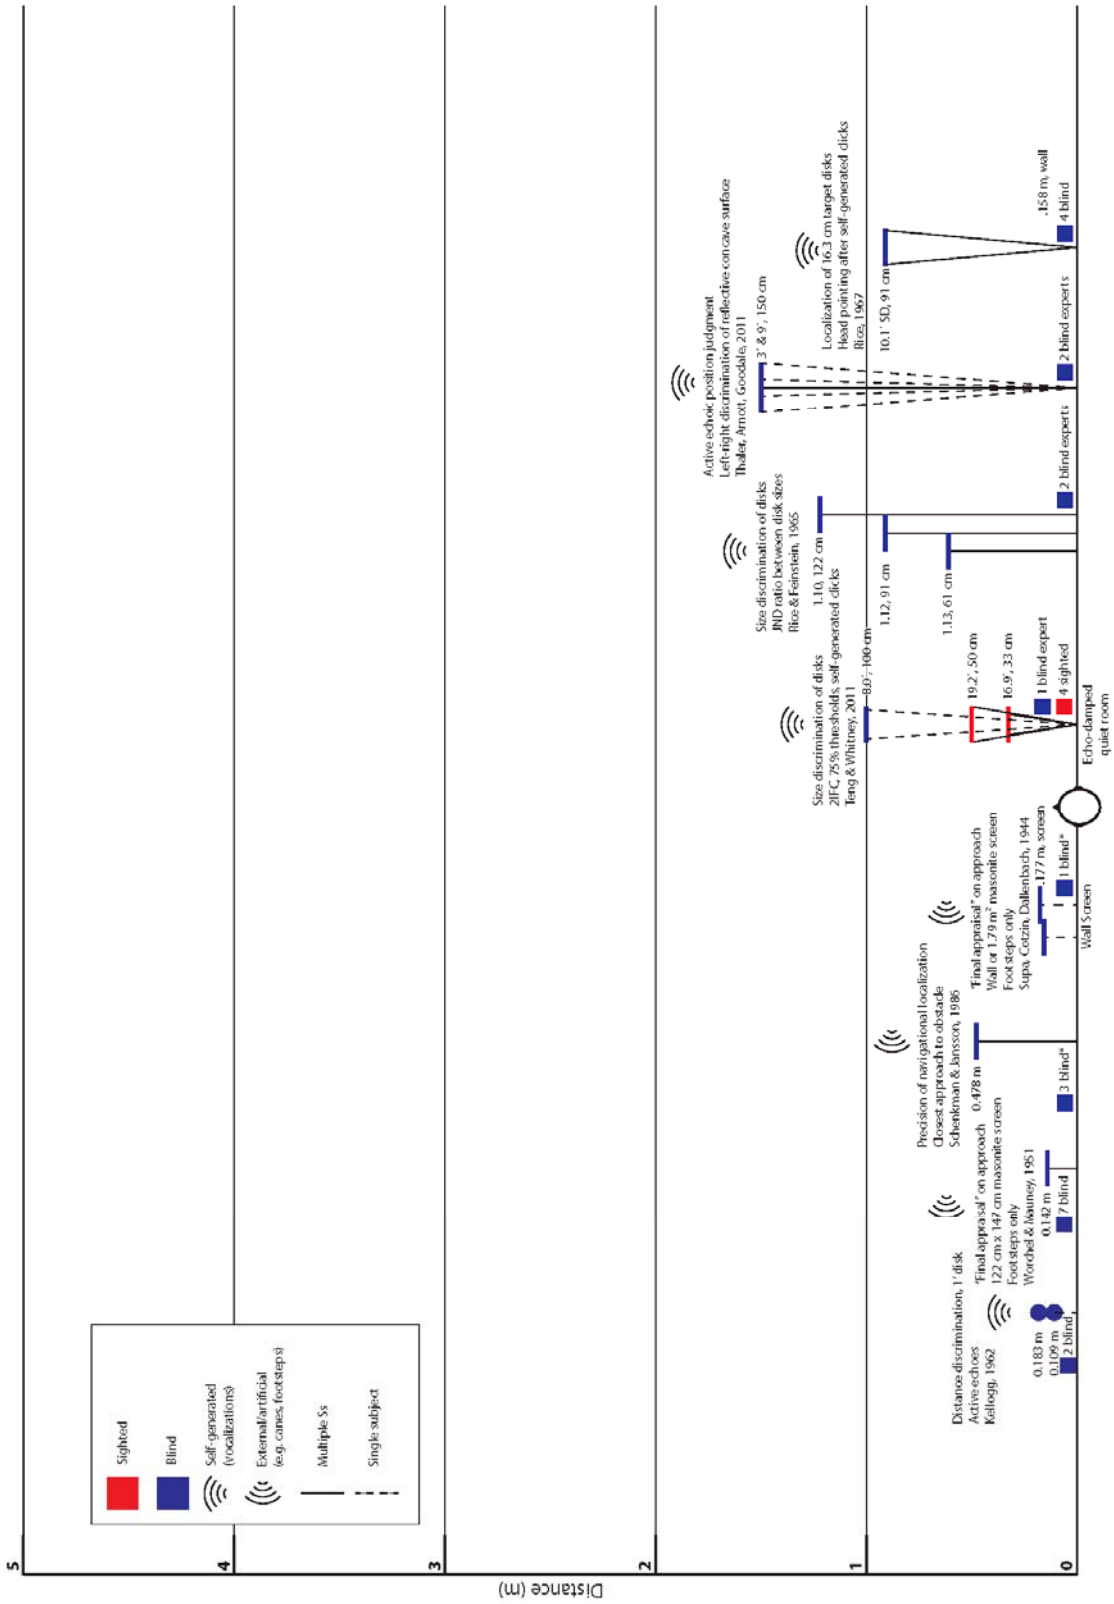 5
4
3
2
1
0
Distance (m)
Sighted
Blind
Self-generated
(vocalizations)
External/artificial
(e.g. canes, footsteps)
Multiple Ss
Single subject
Distance discrimination, 1' disk
Active echoes
Kellogg, 1962
0.183 m
0.109 m
2 blind
"Final appraisal" on approach
122 cm x 147 cm masonite screen
Footsteps only
Worchel & Mauney, 1951
0.142 m
7 blind
Precision of navigational localization
Closest approach to obstacle
Schenkman & Jansson, 1986
0.478 m
3 blind*
"Final appraisal" on approach
Wall or 1.79 m² masonite screen
Footsteps only
Supa, Cotzin, Dallenbach, 1944
.177 m, screen
1 blind*
Wall Screen
Size discrimination of disks
2IFC, 75% thresholds, self-generated clicks
Teng & Whitney, 2011
8.0°, 100 cm
19.2°, 50 cm
16.9°, 33 cm
1 blind expert
4 sighted
Echo-damped
quiet room
Size discrimination of disks
JND ratio between disk sizes
Rice & Feinstein, 1965
1.10, 122 cm
1.12, 91 cm
1.13, 61 cm
2 blind experts
Active echoic position judgment
Left-right discrimination of reflective concave surface
Thaler, Arnott, Goodale, 2011
3° & 9°, 150 cm
2 blind experts
Localization of 16.3 cm target disks
Head pointing after self-generated clicks
Rice, 1967
10.1° SD, 91 cm
.158 m, wall
4 blind